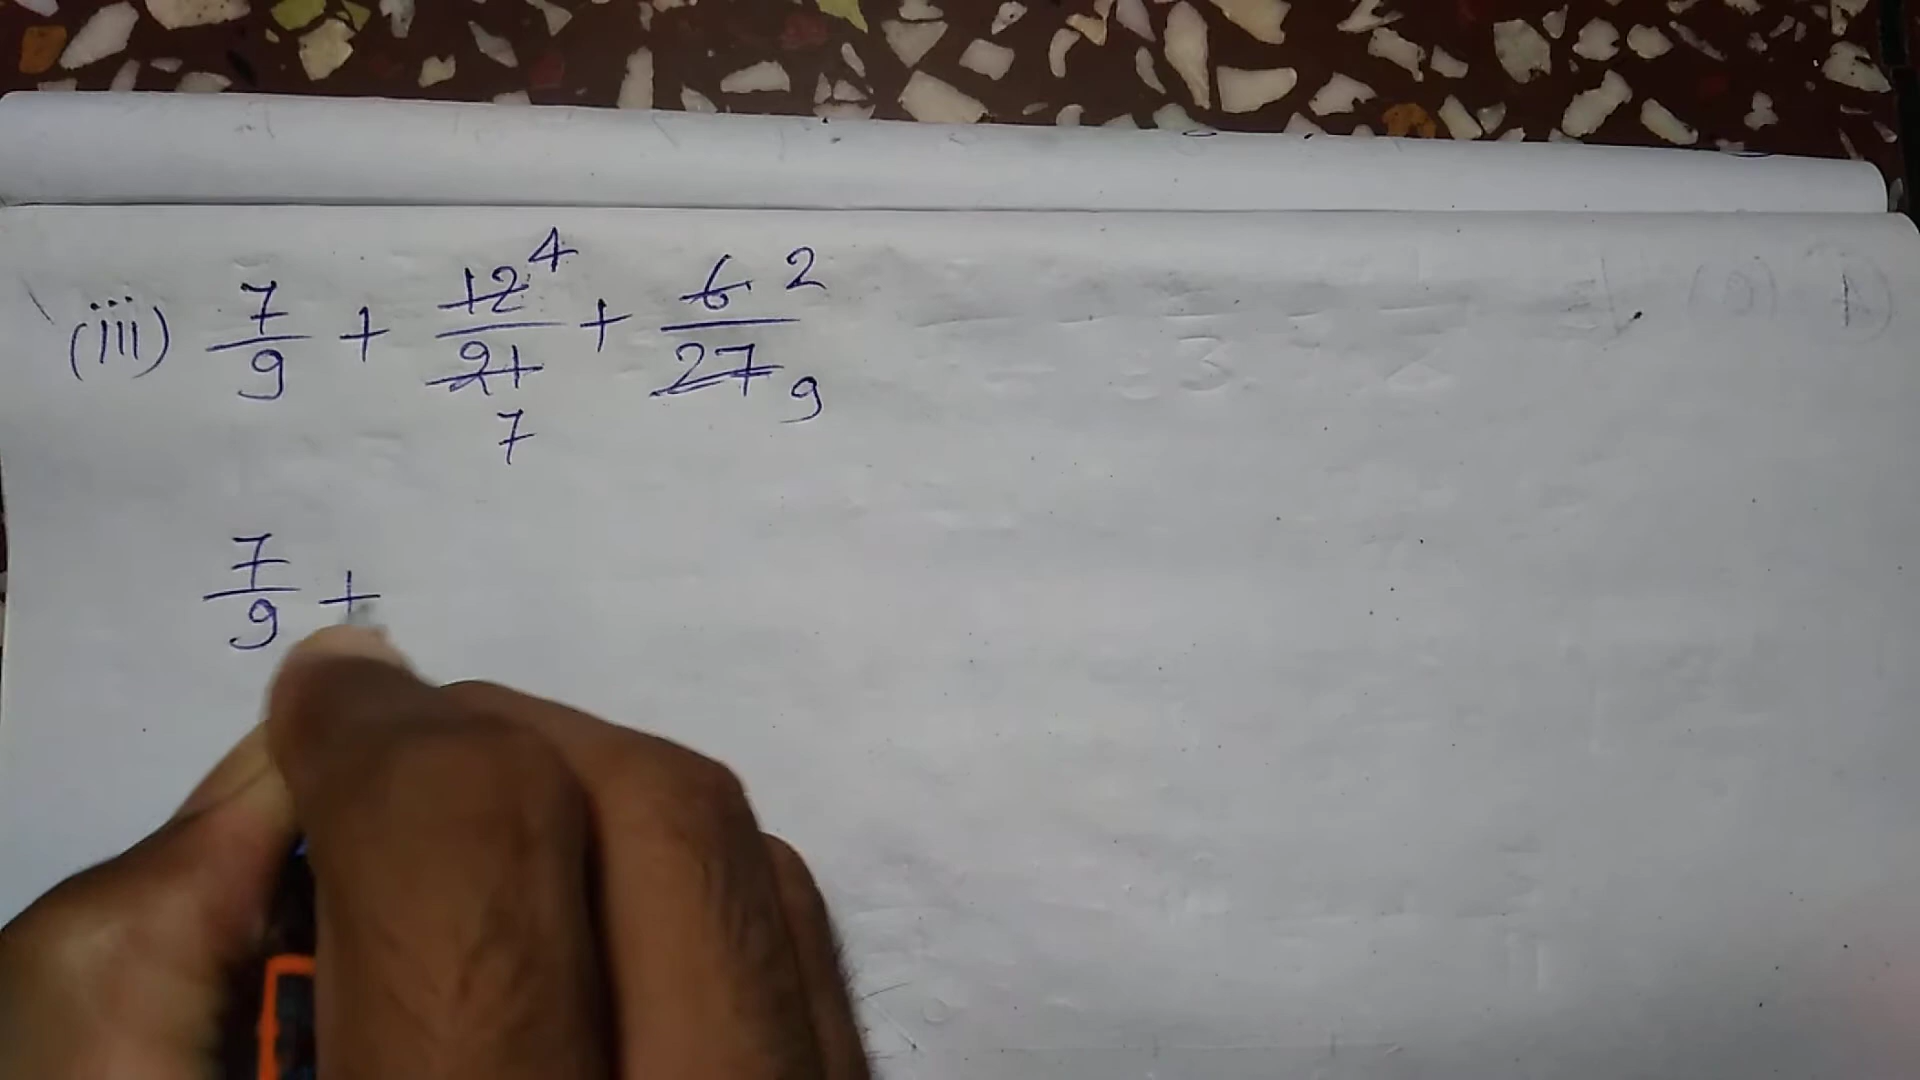 (iii) 7/9 + 12/21 4/7 + 6/27 2/9
7/9 +